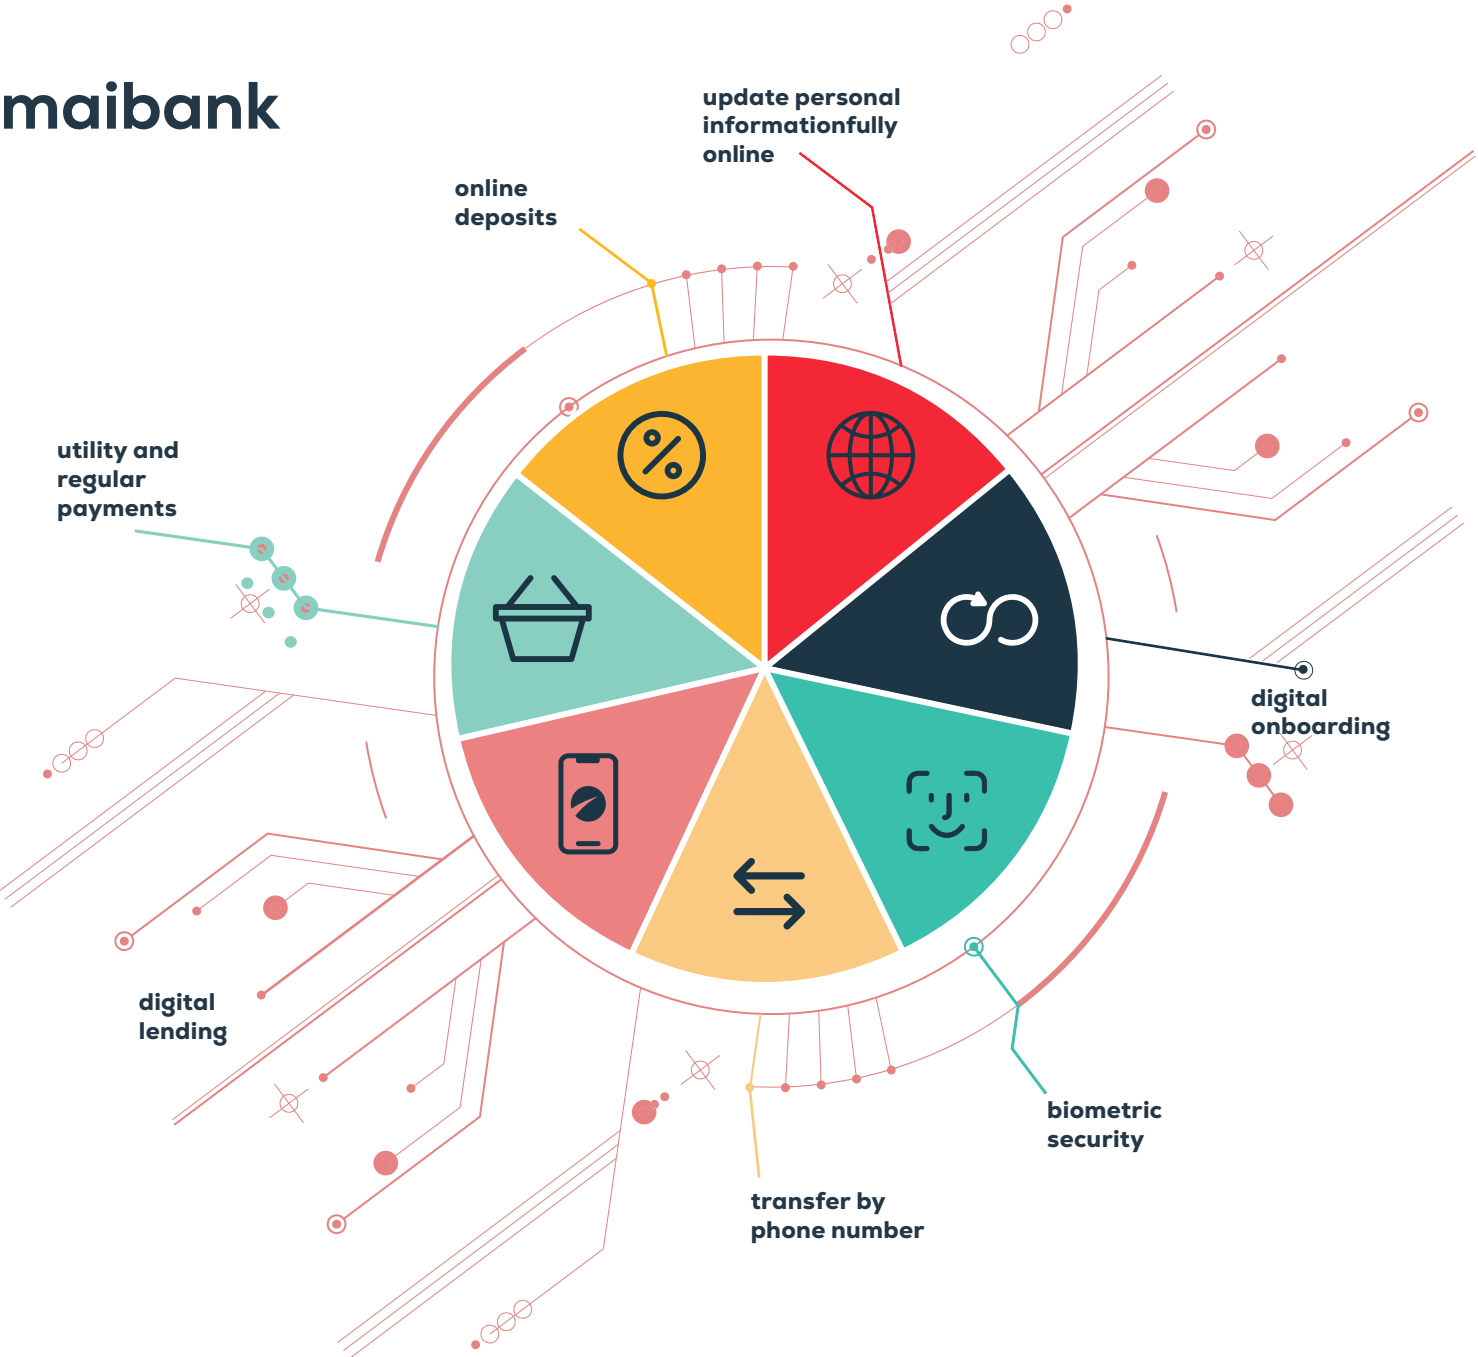 maibank
update personal
informationfully
online
online
deposits
utility and
regular
payments
digital
onboarding
digital
lending
biometric
security
transfer by
phone number